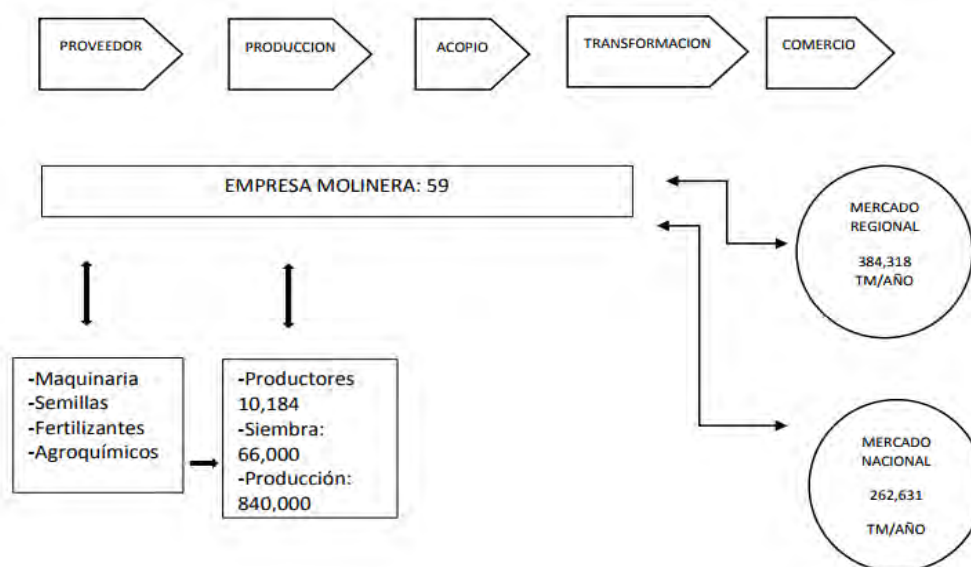 PROVEEDOR
PRODUCCION
ACOPIO
TRANSFORMACION
COMERCIO
EMPRESA MOLINERA: 59
MERCADO
REGIONAL
384,318
TM/AÑO
-Maquinaria
-Semillas
-Fertilizantes
-Agroquímicos
-Productores
10,184
-Siembra:
66,000
-Producción:
840,000
MERCADO
NACIONAL
262,631
TM/AÑO